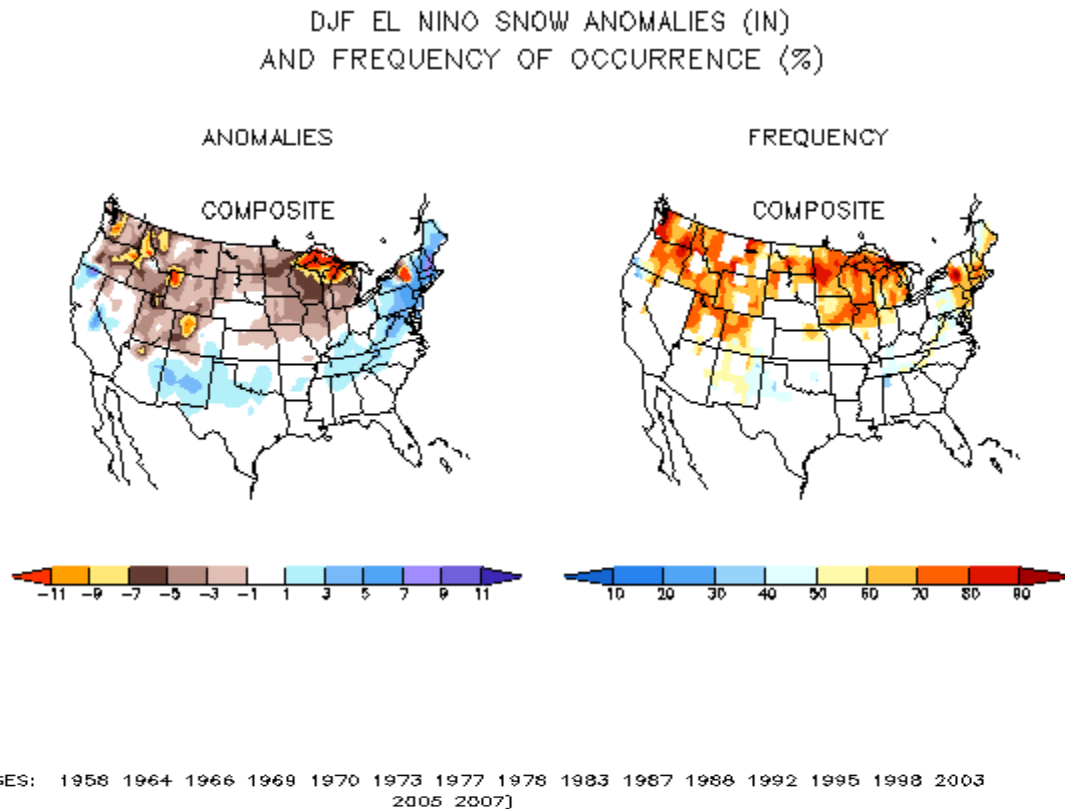 DJF EL NINO SNOW ANOMALIES (IN)
AND FREQUENCY OF OCCURRENCE (%)
ANOMALIES
FREQUENCY
COMPOSITE
COMPOSITE
-11 -9 -7 -5 -3 -1 1 3 5 7 9 11
10 20 30 40 50 60 70 80 90
GES: 1958 1964 1966 1969 1970 1973 1977 1978 1983 1987 1988 1992 1995 1998 2003
2005 2007]